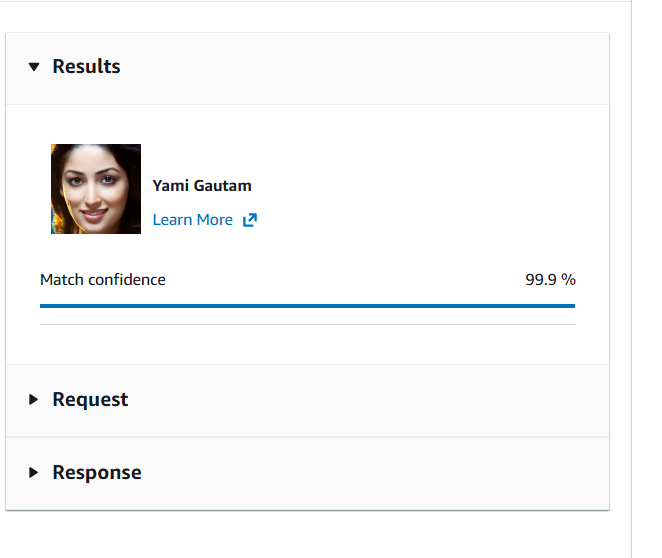 Results
Yami Gautam
Learn More
Match confidence 99.9 %
Request
Response